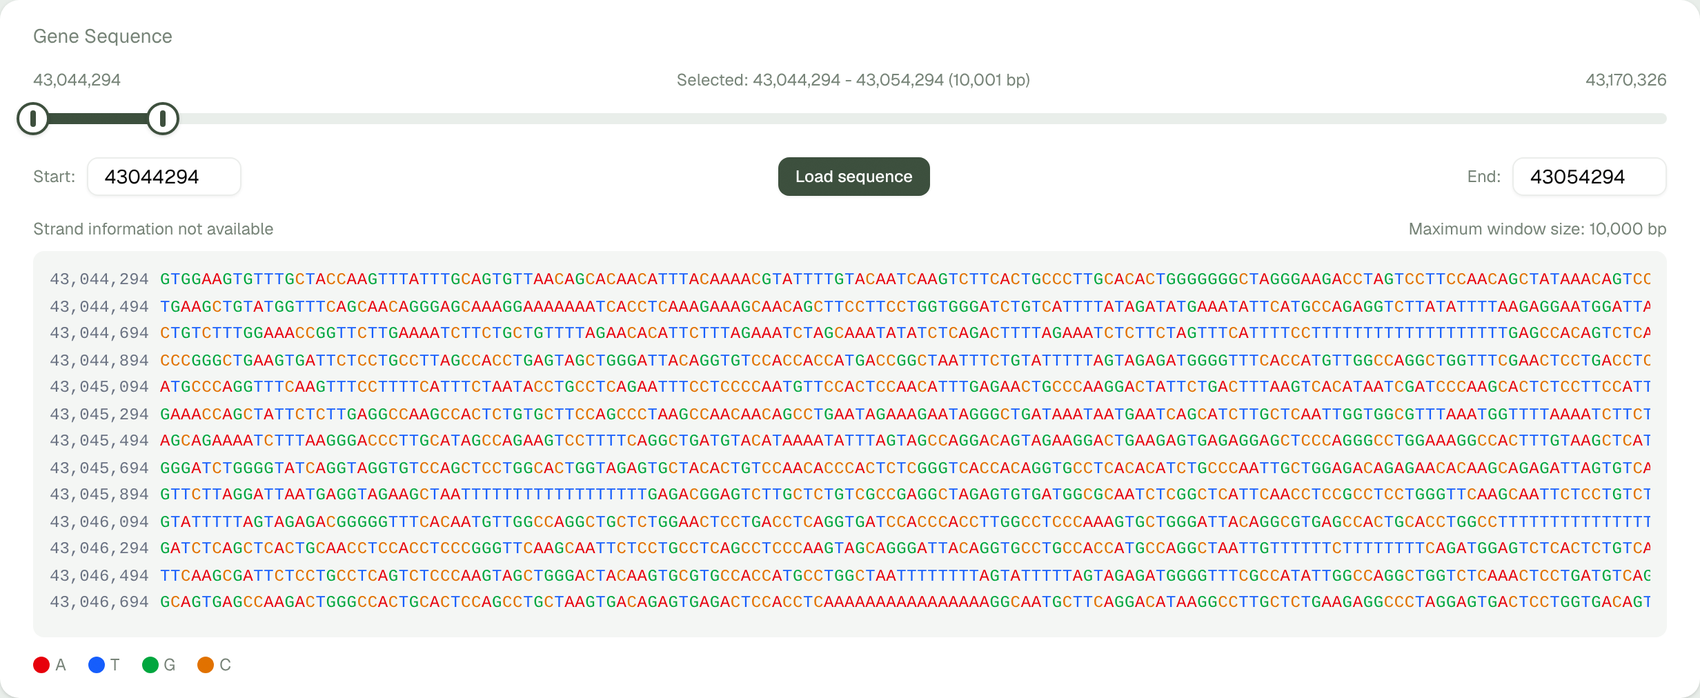 Gene Sequence
43,044,294 Selected: 43,044,294 - 43,054,294 (10,001 bp) 43,170,326
Start: 43044294 Load sequence End: 43054294
Strand information not available Maximum window size: 10,000 bp
43,044,294 GTGGAAGTGTTTGCTACCAAGTTTATTTGCAGTGTTAACAGCACAACATTTACAAAACGTATTTTGTACAATCAAGTCTTCACTGCCCTTGCACACTGGGGGGGCTAGGGAAGACCTAGTCCTTCCAACAGCTATAAACAGTCC
43,044,494 TGAAGCTGTATGGTTTCAGCAACAGGGAGCAAAGGAAAAAAATCACCTCAAAGAAAGCAACAGCTTCCTTCCTGGTGGGATCTGTCATTTTATAGATATGAAATATTCATGCCAGAGGTCTTATATTTTAAGAGGAATGGATTA
43,044,694 CTGTCTTTGGAAACCGGTTCTTGAAAATCTTCTGCTGTTTTAGAACACATTCTTTAGAAATCTAGCAAATATATCTCAGACTTTTAGAAATCTCTTCTAGTTTCATTTTCCTTTTTTTTTTTTTTTTTTTGAGCCACAGTCTCA
43,044,894 CCCGGGCTGAAGTGATTCTCCTGCCTTAGCCACCTGAGTAGCTGGGATTACAGGTGTCCACCACCATGACCGGCTAATTTCTGTATTTTTAGTAGAGATGGGGTTTCACCATGTTGGCCAGGCTGGTTTCGAACTCCTGACCTC
43,045,094 ATGCCCAGGTTTCAAGTTTCCTTTTCATTTCTAATACCTGCCTCAGAATTTCCTCCCCAATGTTCCACTCCAACATTTGAGAACTGCCCAAGGACTATTCTGACTTTAAGTCACATAATCGATCCCAAGCACTCTCCTTCCATT
43,045,294 GAAACCAGCTATTCTCTTGAGGCCAAGCCACTCTGTGCTTCCAGCCCTAAGCCAACAACAGCCTGAATAGAAAGAATAGGGCTGATAAATAATGAATCAGCATCTTGCTCAATTGGTGGCGTTTAAATGGTTTTAAAATCTTCT
43,045,494 AGCAGAAAATCTTTAAGGGACCCTTGCATAGCCAGAAGTCCTTTTCAGGCTGATGTACATAAAATATTTAGTAGCCAGGACAGTAGAAGGACTGAAGAGTGAGAGGAGCTCCCAGGGCCTGGAAAGGCCACTTTGTAAGCTCAT
43,045,694 GGGATCTGGGGTATCAGGTAGGTGTCCAGCTCCTGGCACTGGTAGAGTGCTACACTGTCCAACACCCACTCTCGGGTCACCACAGGTGCCTCACACATCTGCCCAATTGCTGGAGACAGAGAACACAAGCAGAGATTAGTGTCA
43,045,894 GTTCTTAGGATTAATGAGGTAGAAGCTAATTTTTTTTTTTTTTTTTTGAGACGGAGTCTTGCTCTGTCGCCGAGGCTAGAGTGTGATGGCGCAATCTCGGCTCATTCAACCTCCGCCTCCTGGGTTCAAGCAATTCTCCTGTCT
43,046,094 GTATTTTTAGTAGAGACGGGGGTTTCACAATGTTGGCCAGGCTGCTCTGGAACTCCTGACCTCAGGTGATCCACCCACCTTGGCCTCCCAAAGTGCTGGGATTACAGGCGTGAGCCACTGCACCTGGCCTTTTTTTTTTTTTTT
43,046,294 GATCTCAGCTCACTGCAACCTCCACCTCCCGGGTTCAAGCAATTCTCCTGCCTCAGCCTCCCAAGTAGCAGGGATTACAGGTGCCTGCCACCATGCCAGGCTAATTGTTTTTTCTTTTTTTTCAGATGGAGTCTCACTCTGTCA
43,046,494 TTCAAGCGATTCTCCTGCCTCAGTCTCCCAAGTAGCTGGGACTACAAGTGCGTGCCACCATGCCTGGCTAATTTTTTTTAGTATTTTTAGTAGAGATGGGGTTTCGCCATATTGGCCAGGCTGGTCTCAAACTCCTGATGTCAG
43,046,694 GCAGTGAGCCAAGACTGGGCCACTGCACTCCAGCCTGCTAAGTGACAGAGTGAGACTCCACCTCAAAAAAAAAAAAAAAAGGCAATGCTTCAGGACATAAGGCCTTGCTCTGAAGAGGCCCTAGGAGTGACTCCTGGTGACAGT
A T G C